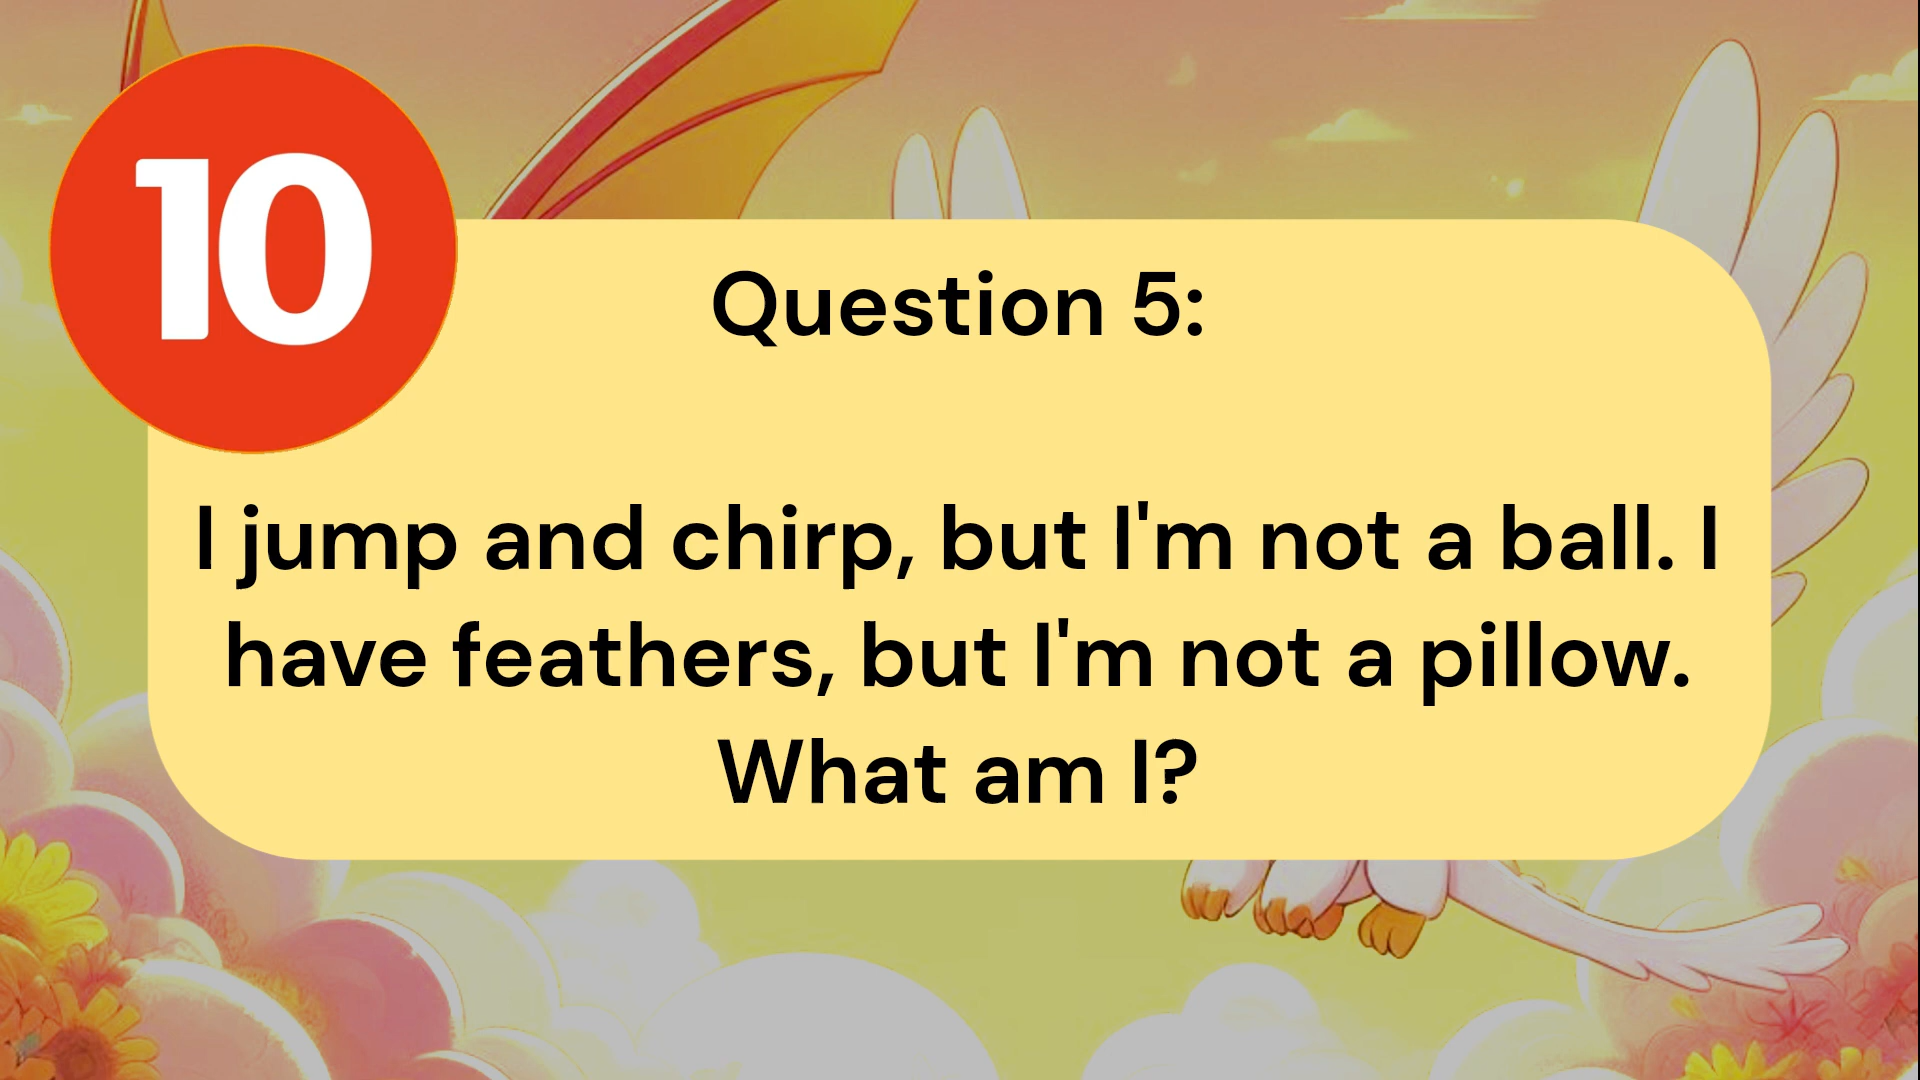 10
Question 5:
I jump and chirp, but I'm not a ball. I
have feathers, but I'm not a pillow.
What am I?